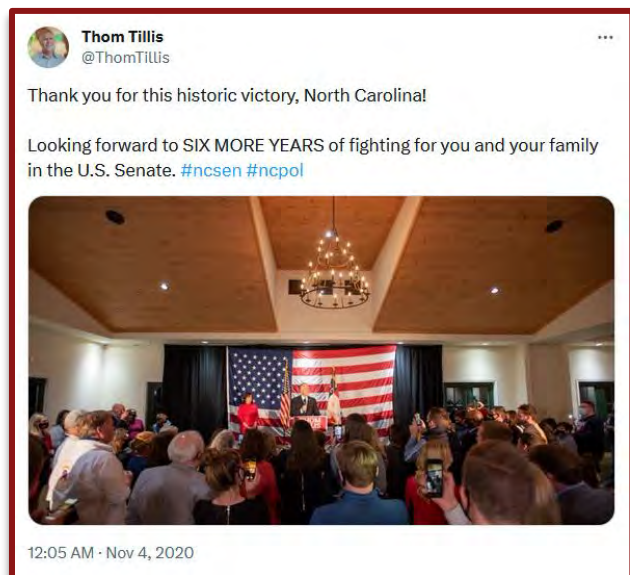 Thom Tillis
@ThomTillis
Thank you for this historic victory, North Carolina!
Looking forward to SIX MORE YEARS of fighting for you and your family
in the U.S. Senate. #ncsen #ncpol
12:05 AM · Nov 4, 2020